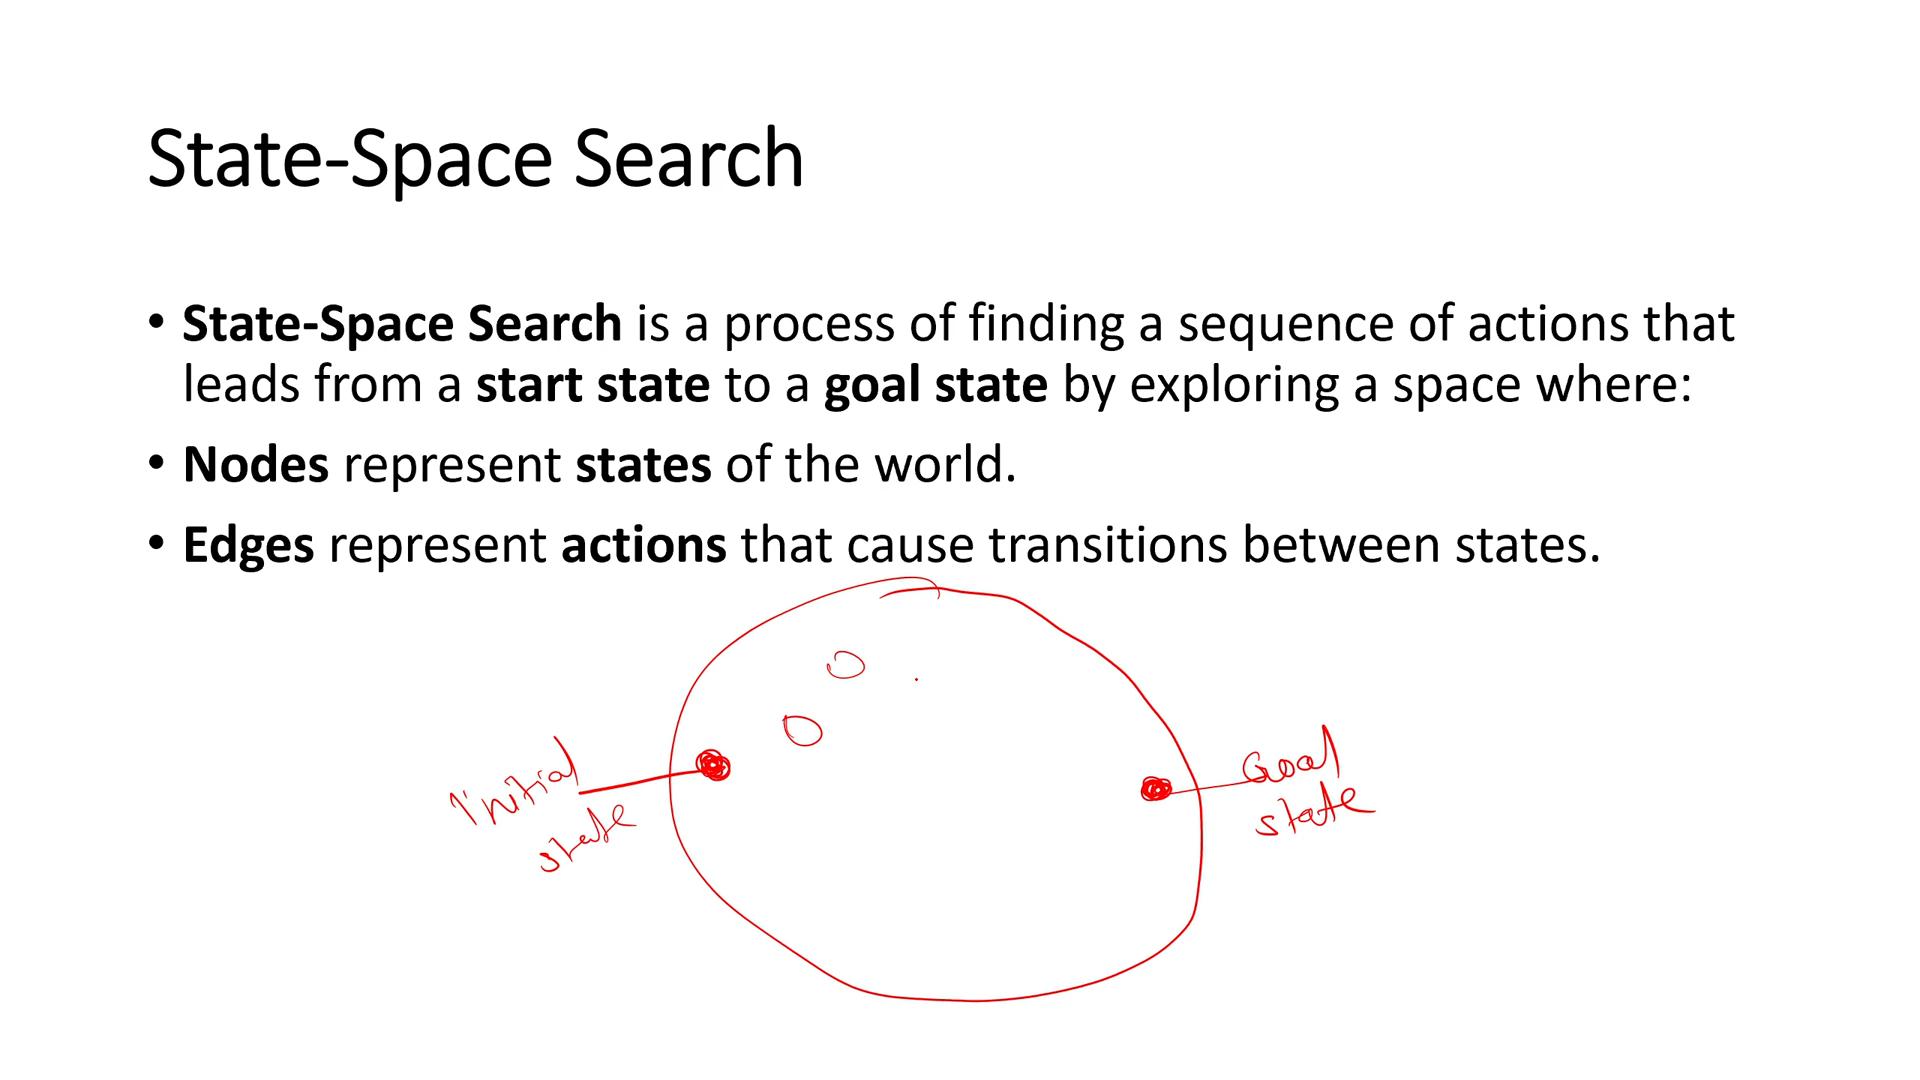 State-Space Search
• State-Space Search is a process of finding a sequence of actions that
leads from a start state to a goal state by exploring a space where:
• Nodes represent states of the world.
• Edges represent actions that cause transitions between states.
Initial
state
Goal
state